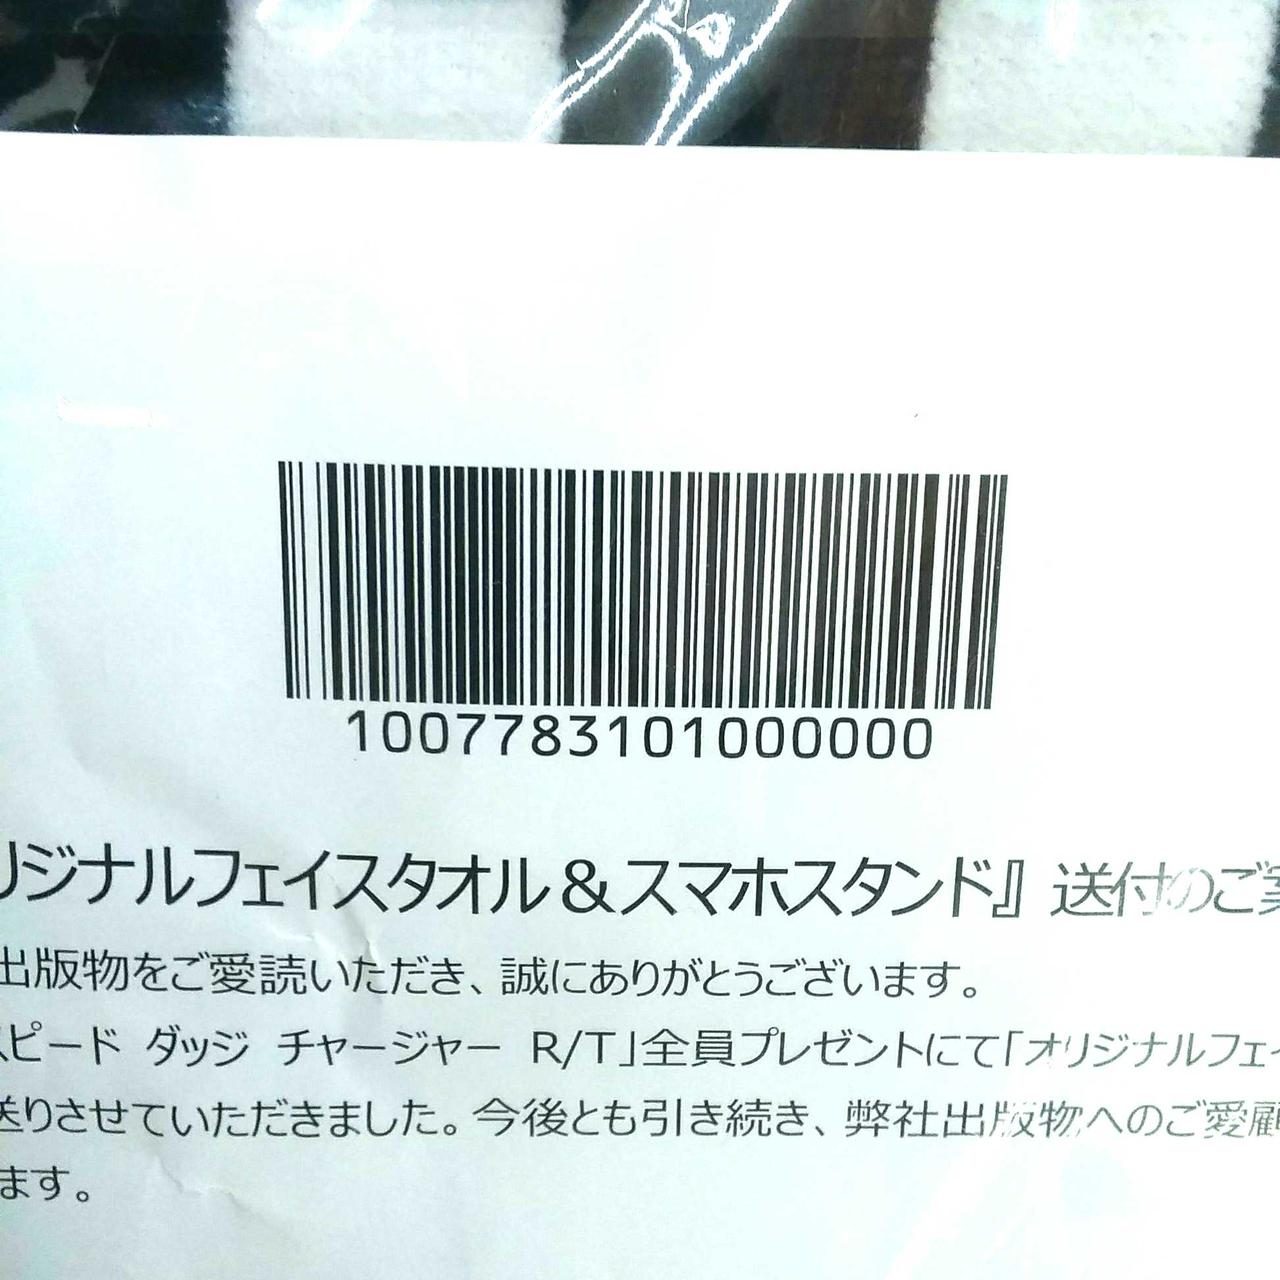 1007783101000000
リジナルフェイスタオル＆スマホスタンド』 送付のご案
出版物をご愛読いただき、誠にありがとうございます。
スピード ダッジ チャージャー R/T」全員プレゼントにて「オリジナルフェイ
送りさせていただきました。今後とも引き続き、弊社出版物へのご愛顧
ます。